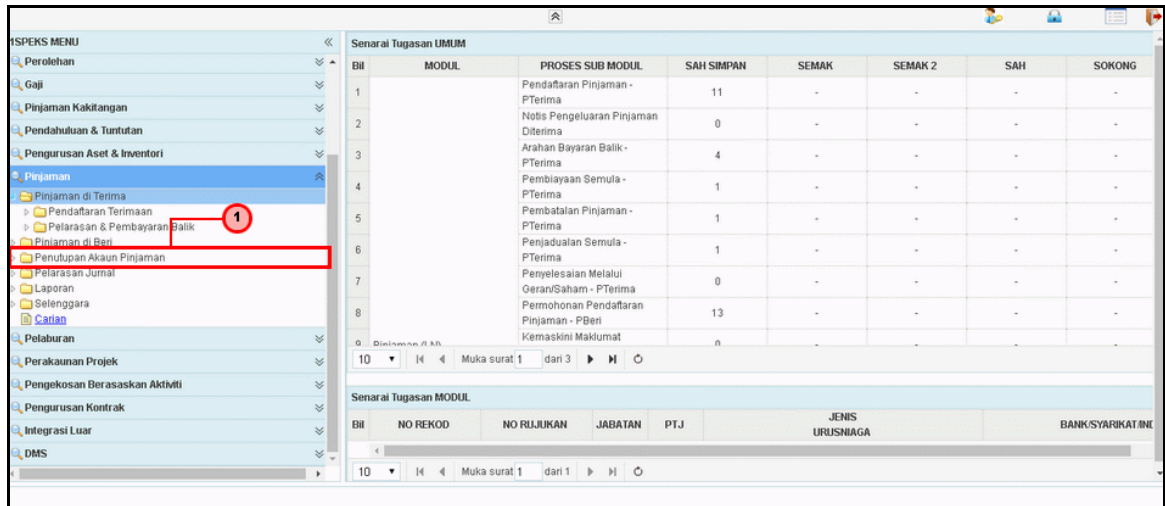 1SPEKS MENU
Perolehan
Gaji
Pinjaman Kakitangan
Pendahuluan & Tuntutan
Pengurusan Aset & Inventori
Pinjaman
Pinjaman di Terima
Pendaftaran Terimaan
Pelarasan & Pembayaran Balik
1
Pinjaman di Beri
Penutupan Akaun Pinjaman
Pelarasan Jurnal
Laporan
Selenggara
Carian
Pelaburan
Perakaunan Projek
Pengekosan Berasaskan Aktiviti
Pengurusan Kontrak
Integrasi Luar
DMS
Senarai Tugasan UMUM
Bil MODUL PROSES SUB MODUL SAH SIMPAN SEMAK SEMAK 2 SAH SOKONG
1 Pendaftaran Pinjaman - 11 - - - -
PTerima
2 Notis Pengeluaran Pinjaman 0 - - - -
Diterima
3 Arahan Bayaran Balik - 4 - - - -
PTerima
4 Pembiayaan Semula - 1 - - - -
PTerima
5 Pembatalan Pinjaman - 1 - - - -
PTerima
6 Penjadualan Semula - 1 - - - -
PTerima
7 Penyelesaian Melalui 0 - - - -
Geran/Saham - PTerima
8 Permohonan Pendaftaran 13 - - - -
Pinjaman - PBeri
9 Pinjaman (LN) Kemaskini Maklumat 0
10 Muka surat 1 dari 3
Senarai Tugasan MODUL
Bil NO REKOD NO RUJUKAN JABATAN PTJ JENIS
URUSNIAGA BANK/SYARIKAT/IND
10 Muka surat 1 dari 1